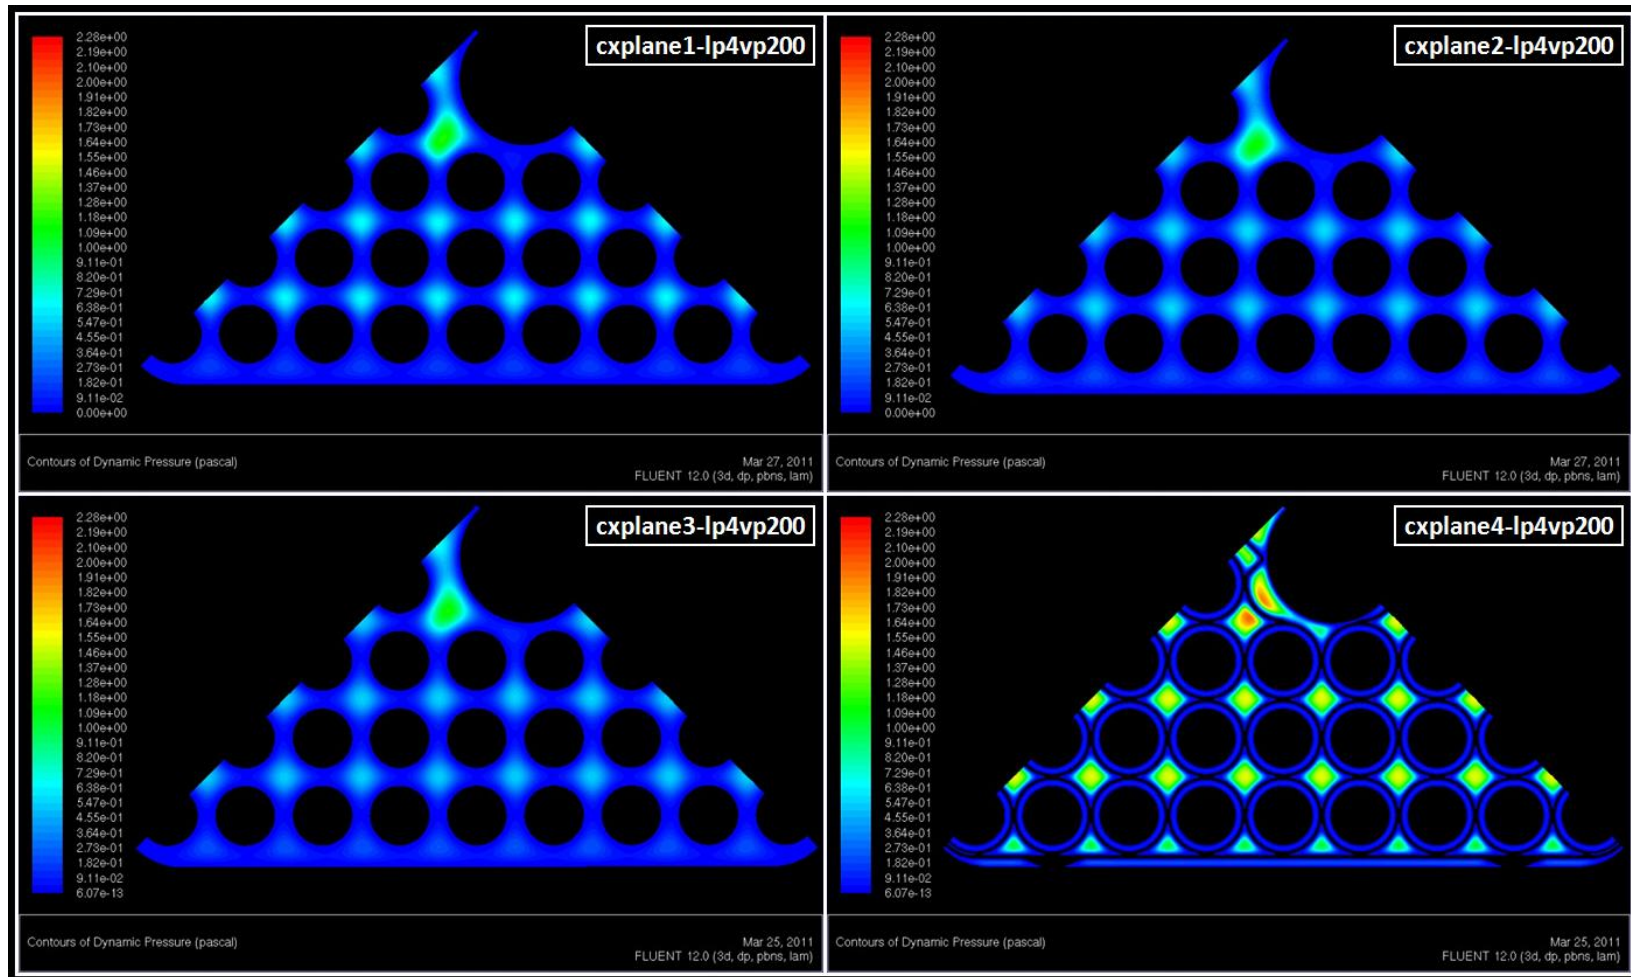 cxplane1-lp4vp200
2.28e+00
2.19e+00
2.10e+00
2.00e+00
1.91e+00
1.82e+00
1.73e+00
1.64e+00
1.55e+00
1.46e+00
1.37e+00
1.28e+00
1.18e+00
1.09e+00
1.00e+00
9.11e-01
8.20e-01
7.29e-01
6.38e-01
5.47e-01
4.55e-01
3.64e-01
2.73e-01
1.82e-01
9.11e-02
0.00e+00
Contours of Dynamic Pressure (pascal)
Mar 27, 2011
FLUENT 12.0 (3d, dp, pbns, lam)
cxplane2-lp4vp200
2.28e+00
2.19e+00
2.10e+00
2.00e+00
1.91e+00
1.82e+00
1.73e+00
1.64e+00
1.55e+00
1.46e+00
1.37e+00
1.28e+00
1.18e+00
1.09e+00
1.00e+00
9.11e-01
8.20e-01
7.29e-01
6.38e-01
5.47e-01
4.55e-01
3.64e-01
2.73e-01
1.82e-01
9.11e-02
0.00e+00
Contours of Dynamic Pressure (pascal)
Mar 27, 2011
FLUENT 12.0 (3d, dp, pbns, lam)
cxplane3-lp4vp200
2.28e+00
2.19e+00
2.10e+00
2.00e+00
1.91e+00
1.82e+00
1.73e+00
1.64e+00
1.55e+00
1.46e+00
1.37e+00
1.28e+00
1.18e+00
1.09e+00
1.00e+00
9.11e-01
8.20e-01
7.29e-01
6.38e-01
5.47e-01
4.55e-01
3.64e-01
2.73e-01
1.82e-01
9.11e-02
6.07e-13
Contours of Dynamic Pressure (pascal)
Mar 25, 2011
FLUENT 12.0 (3d, dp, pbns, lam)
cxplane4-lp4vp200
2.28e+00
2.19e+00
2.10e+00
2.00e+00
1.91e+00
1.82e+00
1.73e+00
1.64e+00
1.55e+00
1.46e+00
1.37e+00
1.28e+00
1.18e+00
1.09e+00
1.00e+00
9.11e-01
8.20e-01
7.29e-01
6.38e-01
5.47e-01
4.55e-01
3.64e-01
2.73e-01
1.82e-01
9.11e-02
6.07e-13
Contours of Dynamic Pressure (pascal)
Mar 25, 2011
FLUENT 12.0 (3d, dp, pbns, lam)